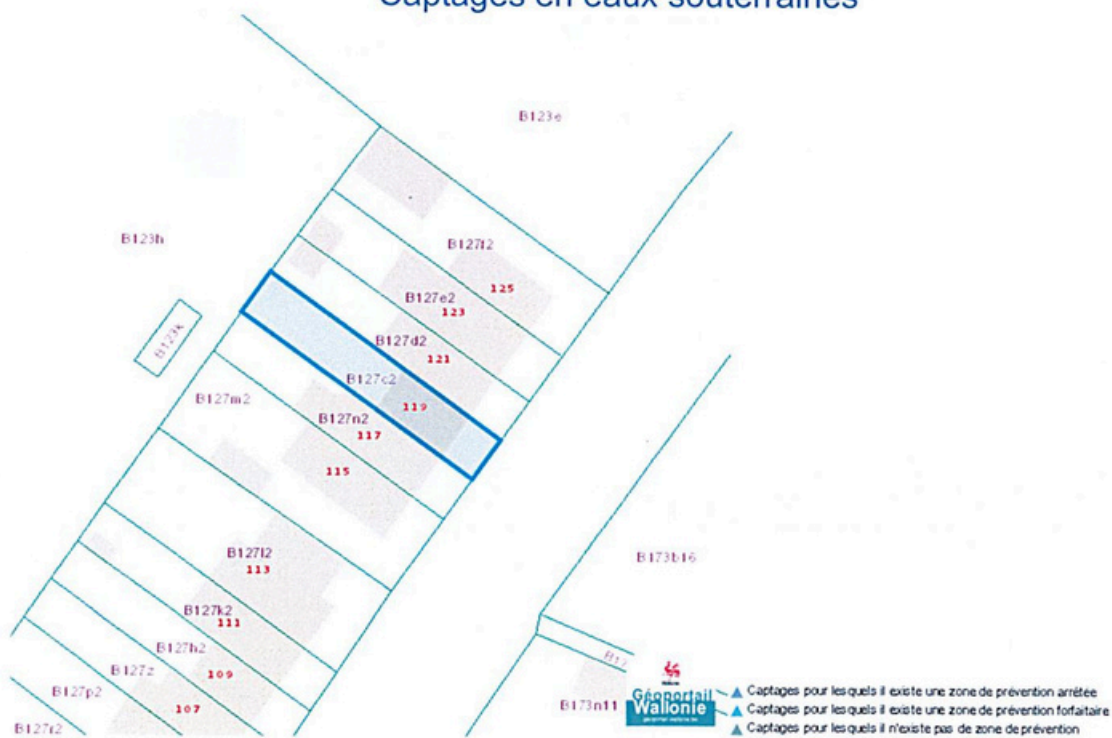 Captages en eaux souterraines
B123e
B123h
B127f2
125
B127e2
123
B123k
B127d2
121
B127c2
119
B127m2
B127n2
117
115
B127l2
113
B173b16
B127k2
111
B127h2
109
B127z
B127p2
107
B127r2
B17
B173n11
Géoportail
Wallonie
Captages pour lesquels il existe une zone de prévention arrêtée
Captages pour lesquels il existe une zone de prévention forfaitaire
Captages pour lesquels il n'existe pas de zone de prévention